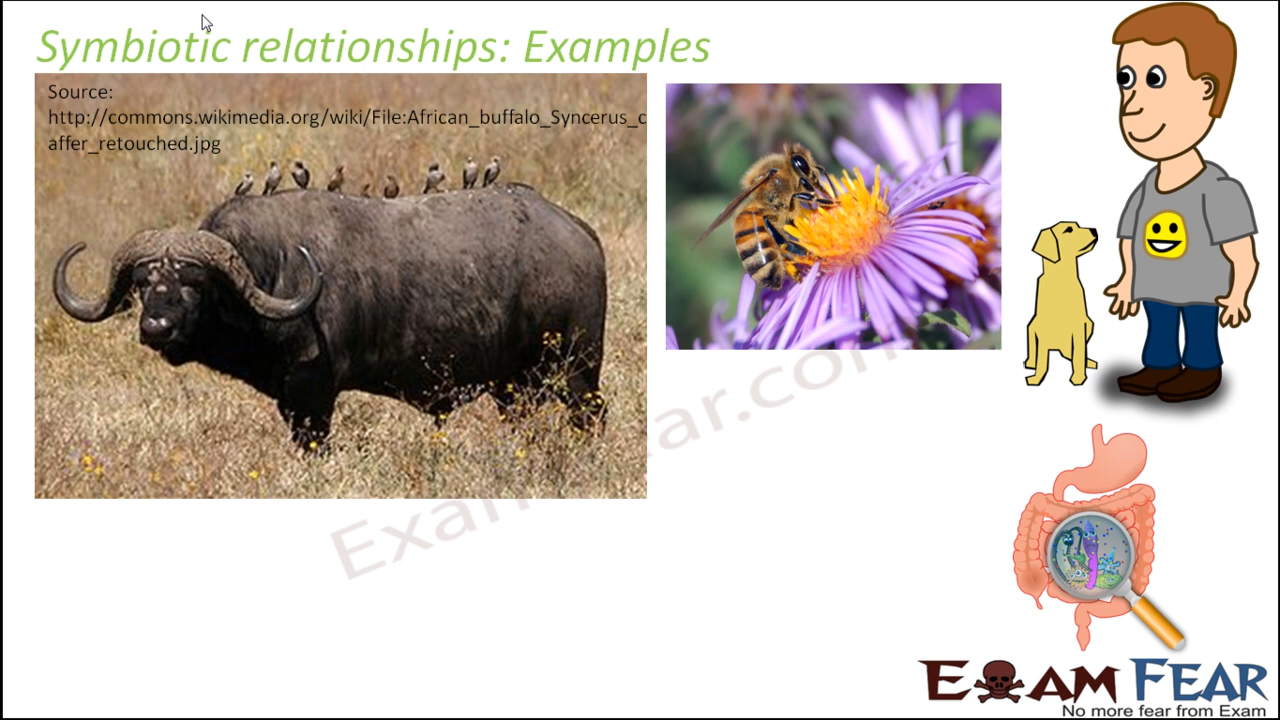 Symbiotic relationships: Examples
Source:
http://commons.wikimedia.org/wiki/File:African_buffalo_Syncerus_c
affer_retouched.jpg
EXAM FEAR
No more fear from Exam